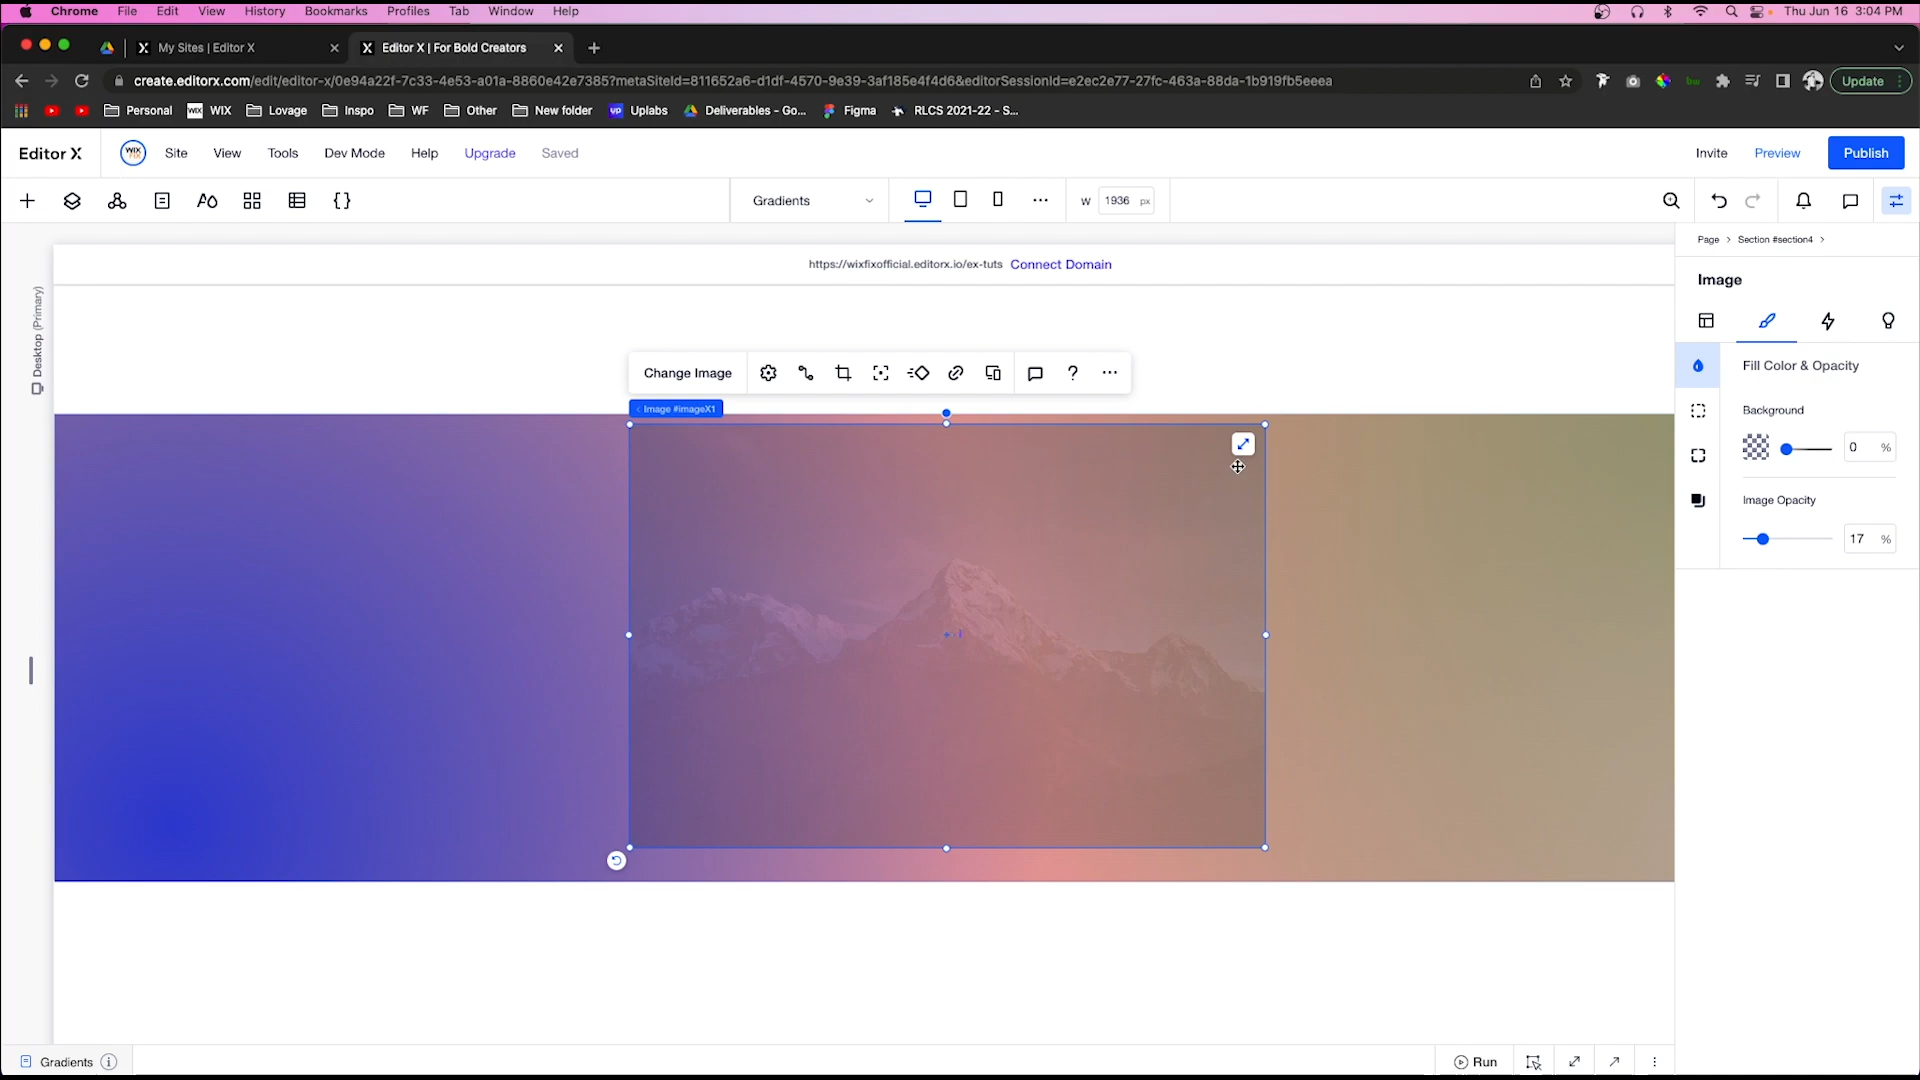 Chrome File Edit View History Bookmarks Profiles Tab Window Help Thu Jun 16 3:04 PM
My Sites | Editor X Editor X | For Bold Creators
create.editorx.com/edit/editor-x/0e94a22f-7c33-4e53-a01a-8860e42e7385?metaSiteId=811652a6-d1df-4570-9e39-3af185e4f4d6&editorSessionId=e2ec2e77-27fc-463a-88da-1b919fb5eeea Update
Personal WIX Lovage Inspo WF Other New folder Uplabs Deliverables - Go... Figma RLCS 2021-22 - S...
Editor X Site View Tools Dev Mode Help Upgrade Saved Invite Preview Publish
Gradients W 1936 px
Page > Section #section4 >
https://wixfixofficial.editorx.io/ex-tuts Connect Domain
Image
Desktop (Primary)
Change Image
Fill Color & Opacity
Image #imageX1
Background
0 %
Image Opacity
17 %
Gradients Run